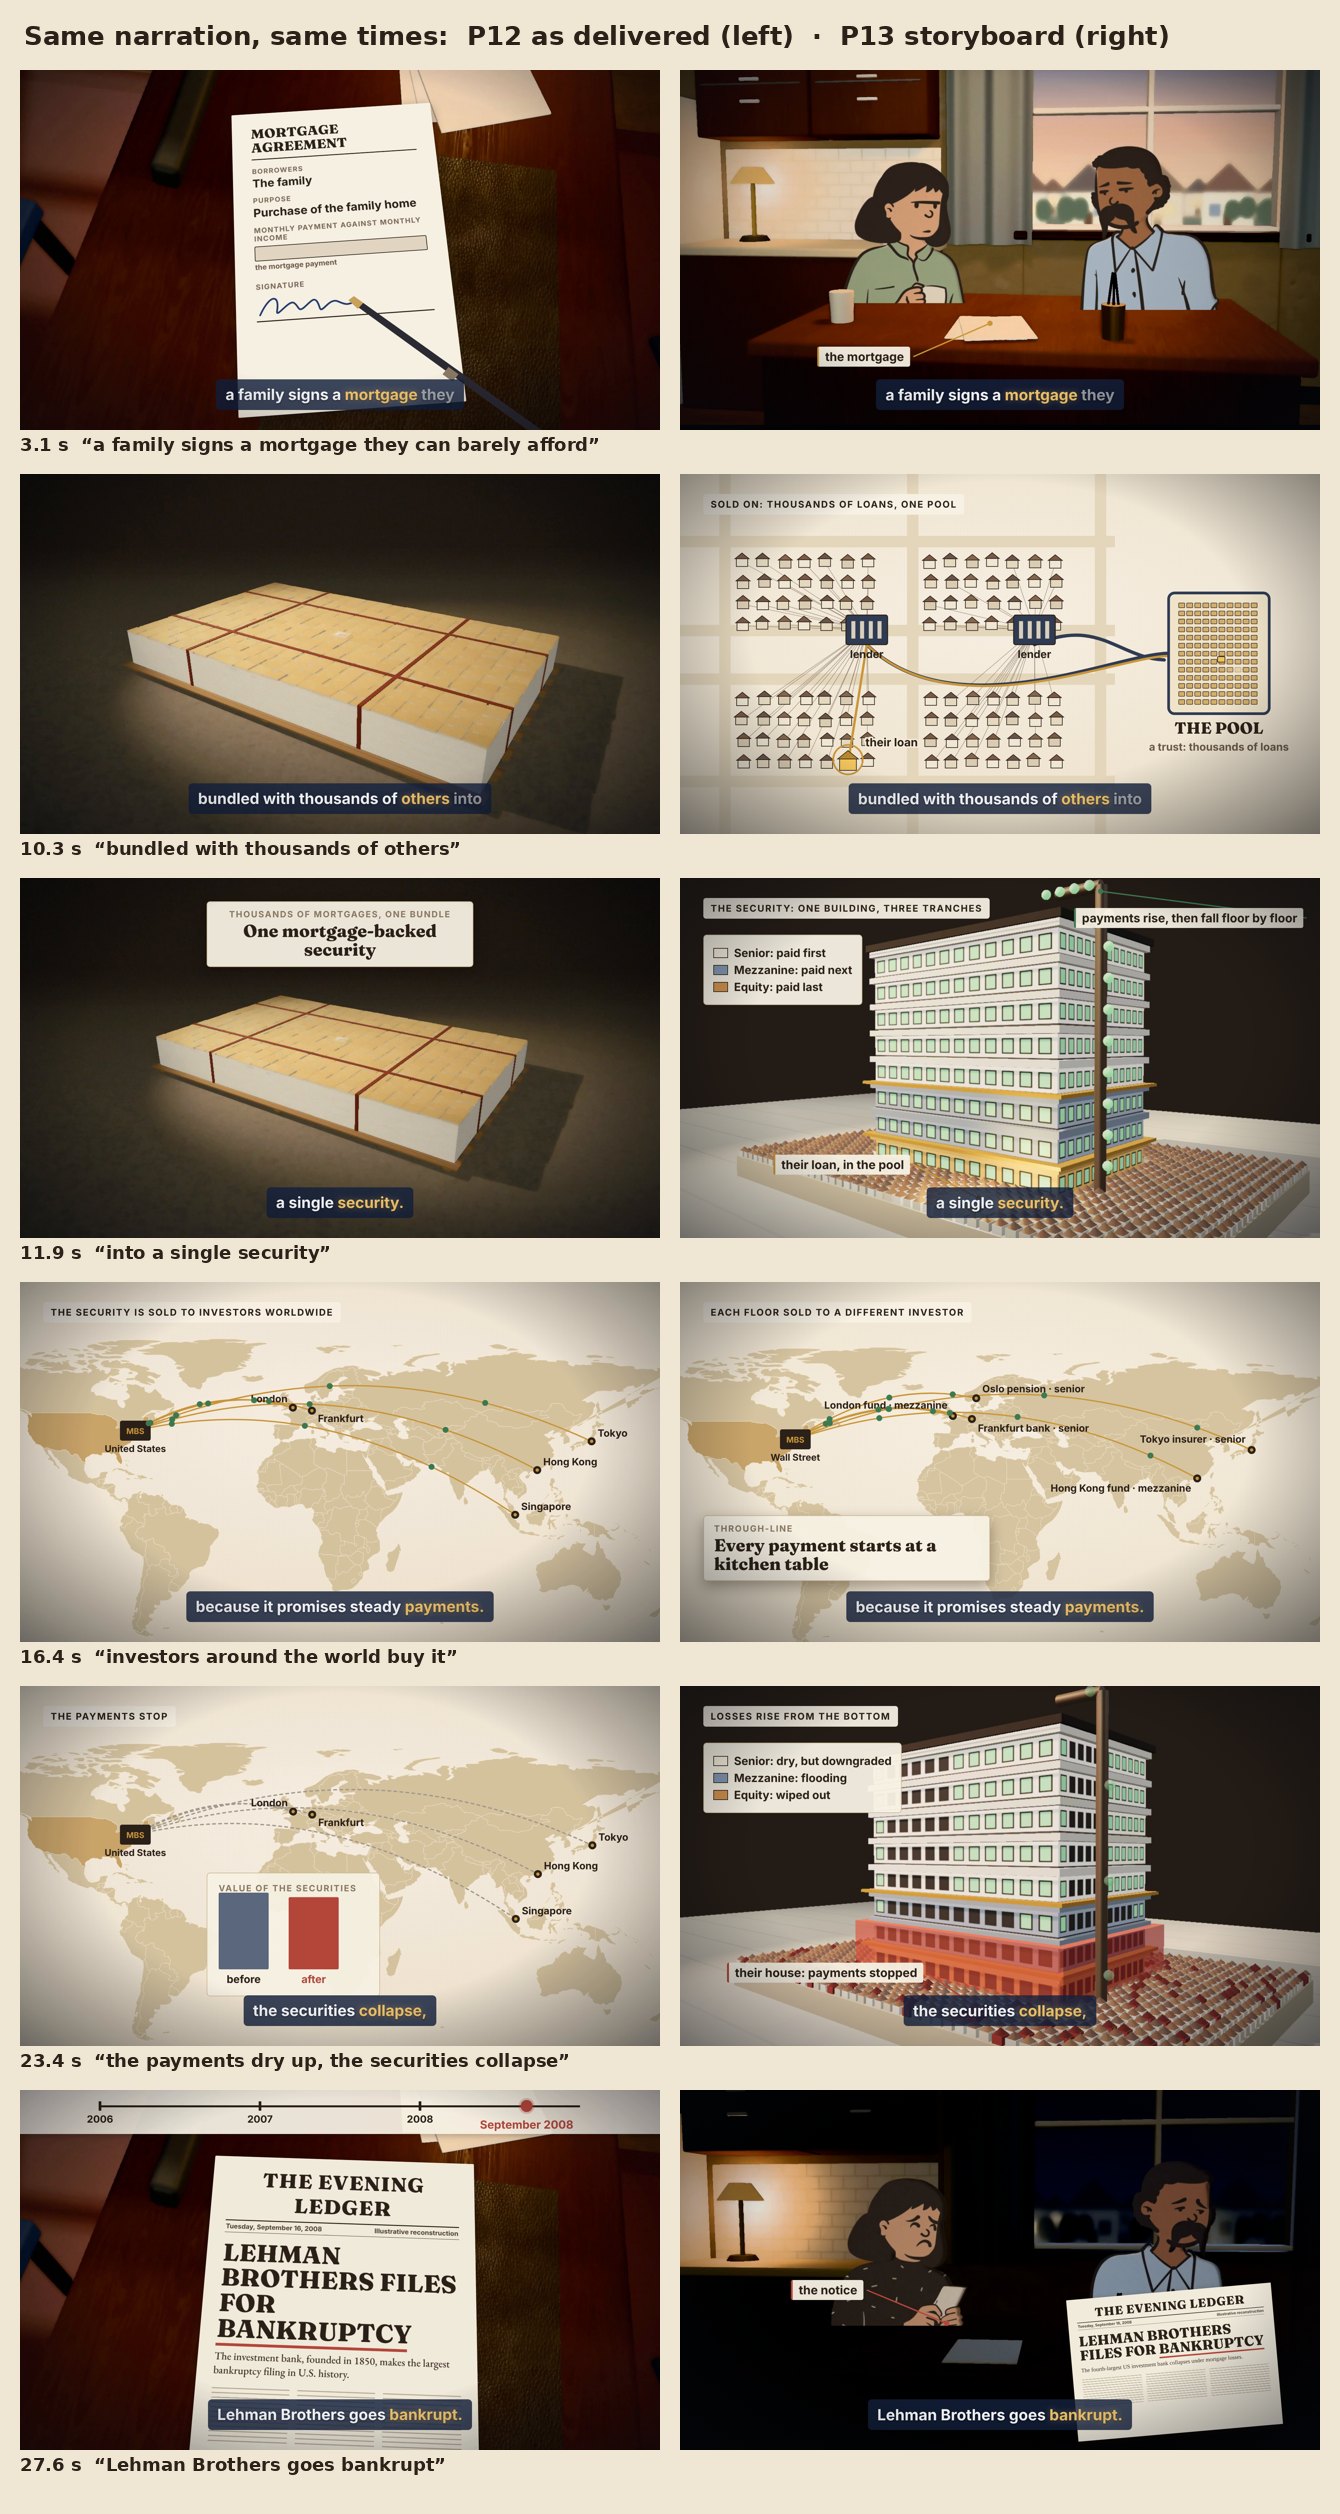 Same narration, same times:  P12 as delivered (left)  ·  P13 storyboard (right)
MORTGAGE
AGREEMENT
BORROWERS
The family
PURPOSE
Purchase of the family home
MONTHLY PAYMENT AGAINST MONTHLY
INCOME
the mortgage payment
SIGNATURE
a family signs a mortgage they
the mortgage
a family signs a mortgage they
3.1 s  “a family signs a mortgage they can barely afford”
bundled with thousands of others into
SOLD ON: THOUSANDS OF LOANS, ONE POOL
lender
lender
their loan
THE POOL
a trust: thousands of loans
bundled with thousands of others into
10.3 s  “bundled with thousands of others”
THOUSANDS OF MORTGAGES, ONE BUNDLE
One mortgage-backed
security
a single security.
THE SECURITY: ONE BUILDING, THREE TRANCHES
payments rise, then fall floor by floor
Senior: paid first
Mezzanine: paid next
Equity: paid last
their loan, in the pool
a single security.
11.9 s  “into a single security”
THE SECURITY IS SOLD TO INVESTORS WORLDWIDE
London
Frankfurt
MBS
United States
Tokyo
Hong Kong
Singapore
because it promises steady payments.
EACH FLOOR SOLD TO A DIFFERENT INVESTOR
Oslo pension · senior
London fund · mezzanine
Frankfurt bank · senior
MBS
Wall Street
Tokyo insurer · senior
Hong Kong fund · mezzanine
THROUGH-LINE
Every payment starts at a
kitchen table
because it promises steady payments.
16.4 s  “investors around the world buy it”
THE PAYMENTS STOP
London
Frankfurt
MBS
United States
Tokyo
Hong Kong
Singapore
VALUE OF THE SECURITIES
before
after
the securities collapse,
LOSSES RISE FROM THE BOTTOM
Senior: dry, but downgraded
Mezzanine: flooding
Equity: wiped out
their house: payments stopped
the securities collapse,
23.4 s  “the payments dry up, the securities collapse”
2006
2007
2008
September 2008
THE EVENING
LEDGER
Tuesday, September 16, 2008
Illustrative reconstruction
LEHMAN
BROTHERS FILES
FOR
BANKRUPTCY
The investment bank, founded in 1850, makes the largest
bankruptcy filing in U.S. history.
Lehman Brothers goes bankrupt.
the notice
THE EVENING LEDGER
Tuesday, September 16, 2008
Illustrative reconstruction
LEHMAN BROTHERS
FILES FOR BANKRUPTCY
The fourth-largest US investment bank collapses under mortgage losses.
Lehman Brothers goes bankrupt.
27.6 s  “Lehman Brothers goes bankrupt”